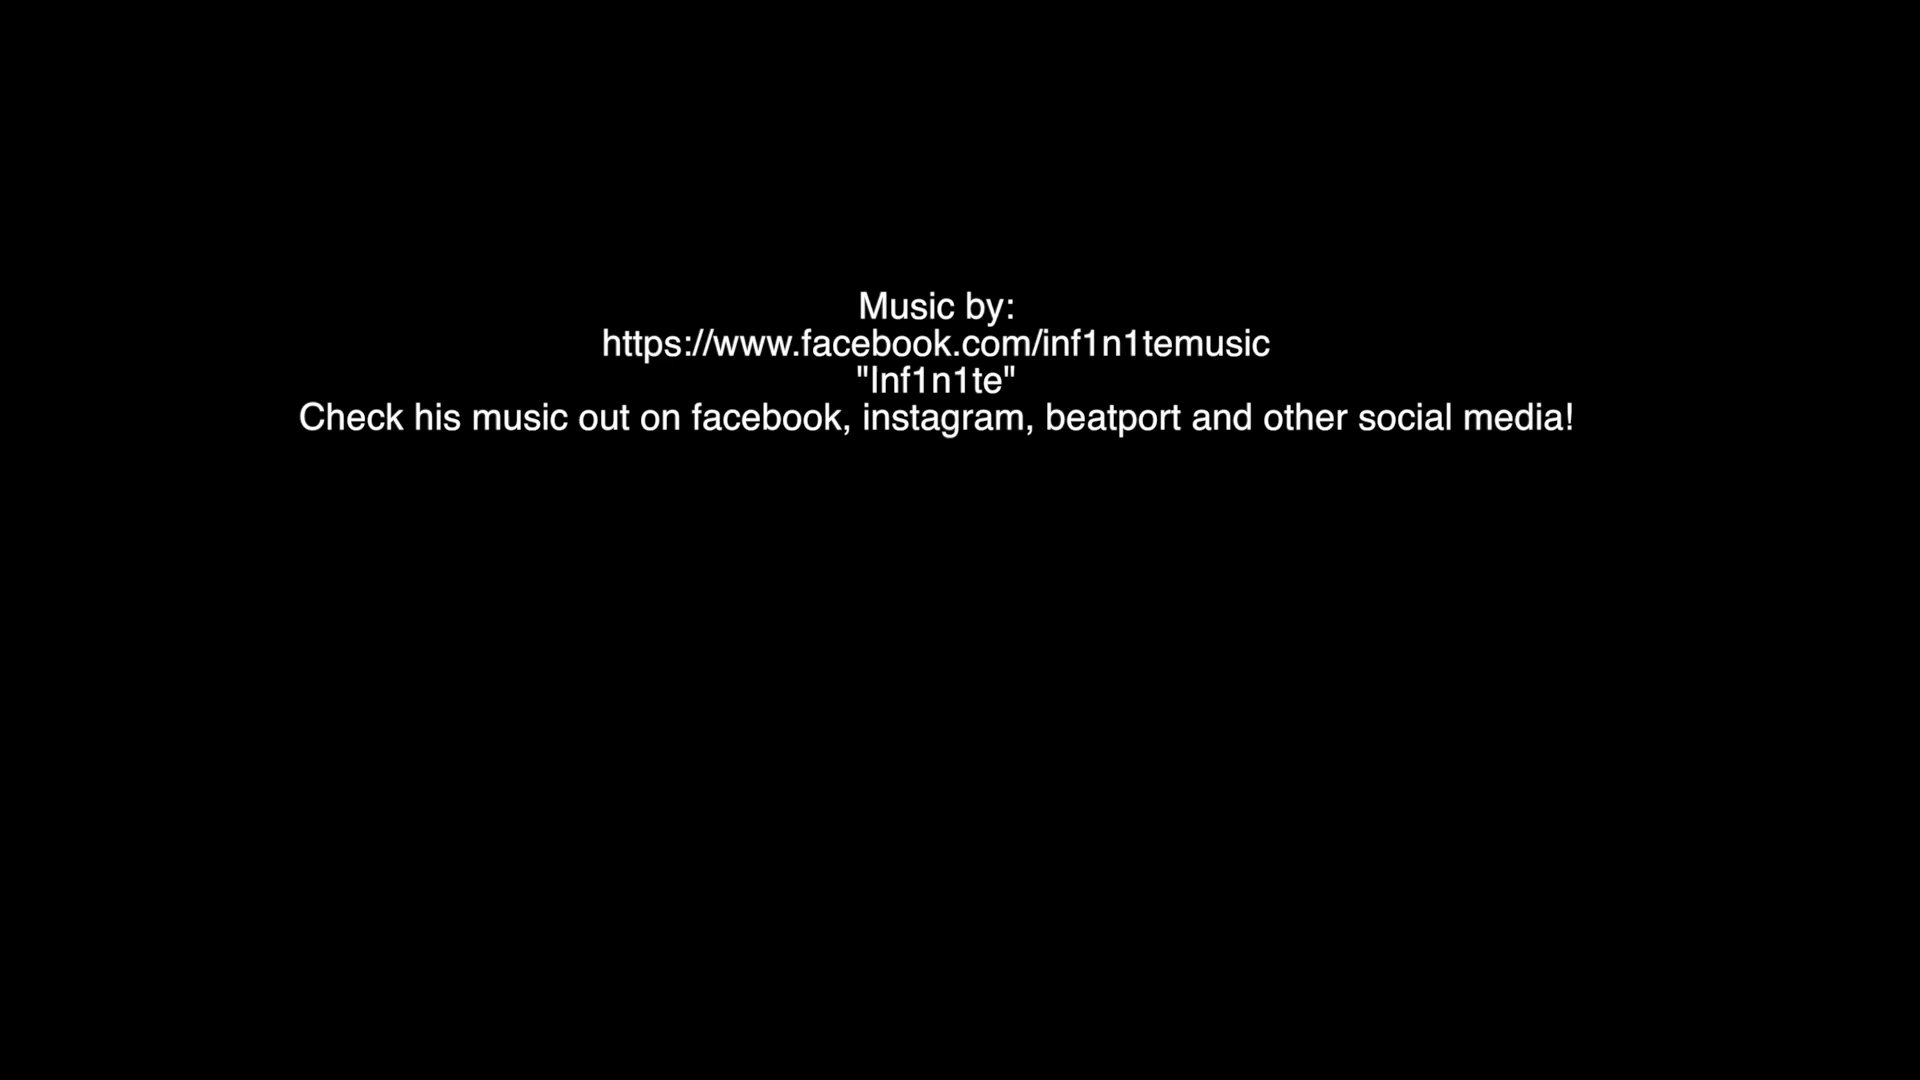 Music by:
https://www.facebook.com/inf1n1temusic
"Inf1n1te"
Check his music out on facebook, instagram, beatport and other social media!